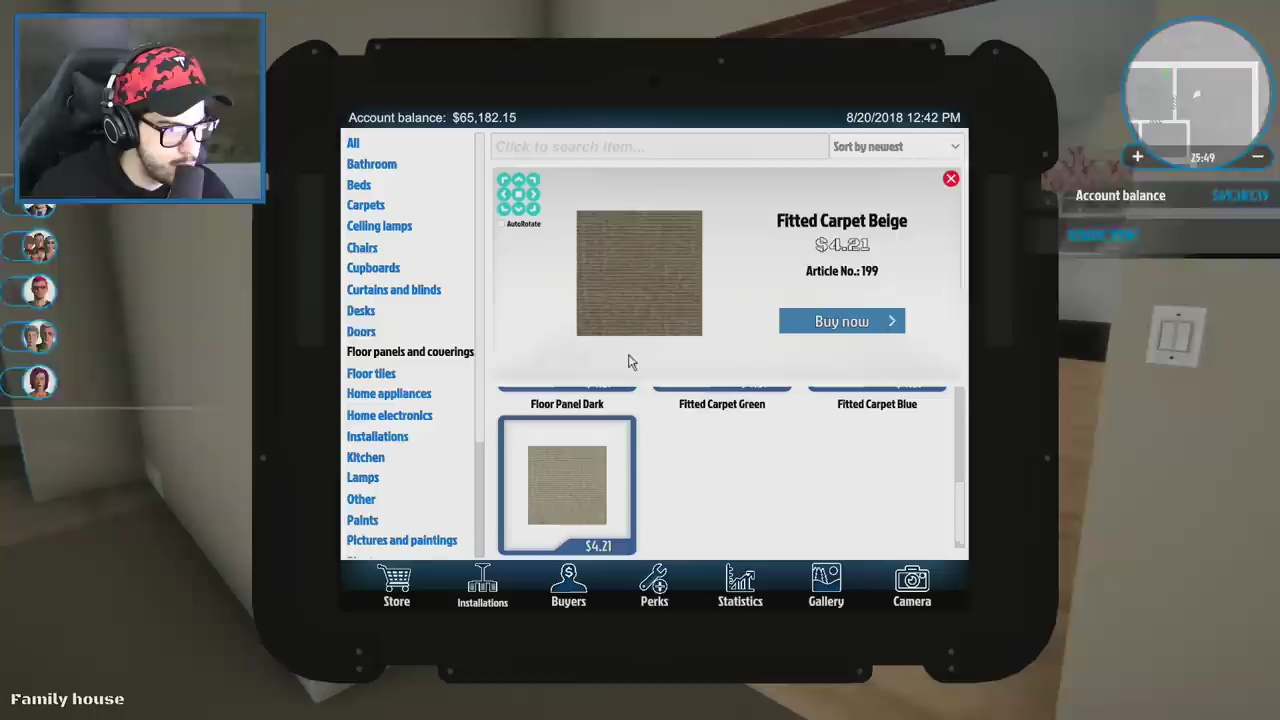 Account balance: $65,182.15
8/20/2018 12:42 PM
All
Bathroom
Beds
Carpets
Ceiling lamps
Chairs
Cupboards
Curtains and blinds
Desks
Doors
Floor panels and coverings
Floor tiles
Home appliances
Home electronics
Installations
Kitchen
Lamps
Other
Paints
Pictures and paintings
Click to search item...
Sort by newest
AutoRotate
Fitted Carpet Beige
$4.21
Article No.: 199
Buy now
Floor Panel Dark
Fitted Carpet Green
Fitted Carpet Blue
$4.21
Store
Installations
Buyers
Perks
Statistics
Gallery
Camera
25:49
Account balance
Family house